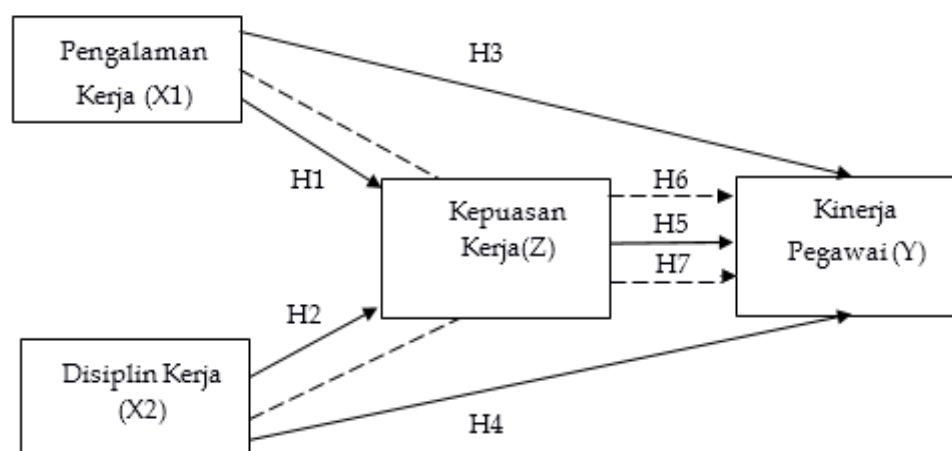 Pengalaman
Kerja (X1)
H3
H1
Kepuasan
Kerja(Z)
H6
H5
H7
Kinerja
Pegawai (Y)
H2
Disiplin Kerja
(X2)
H4